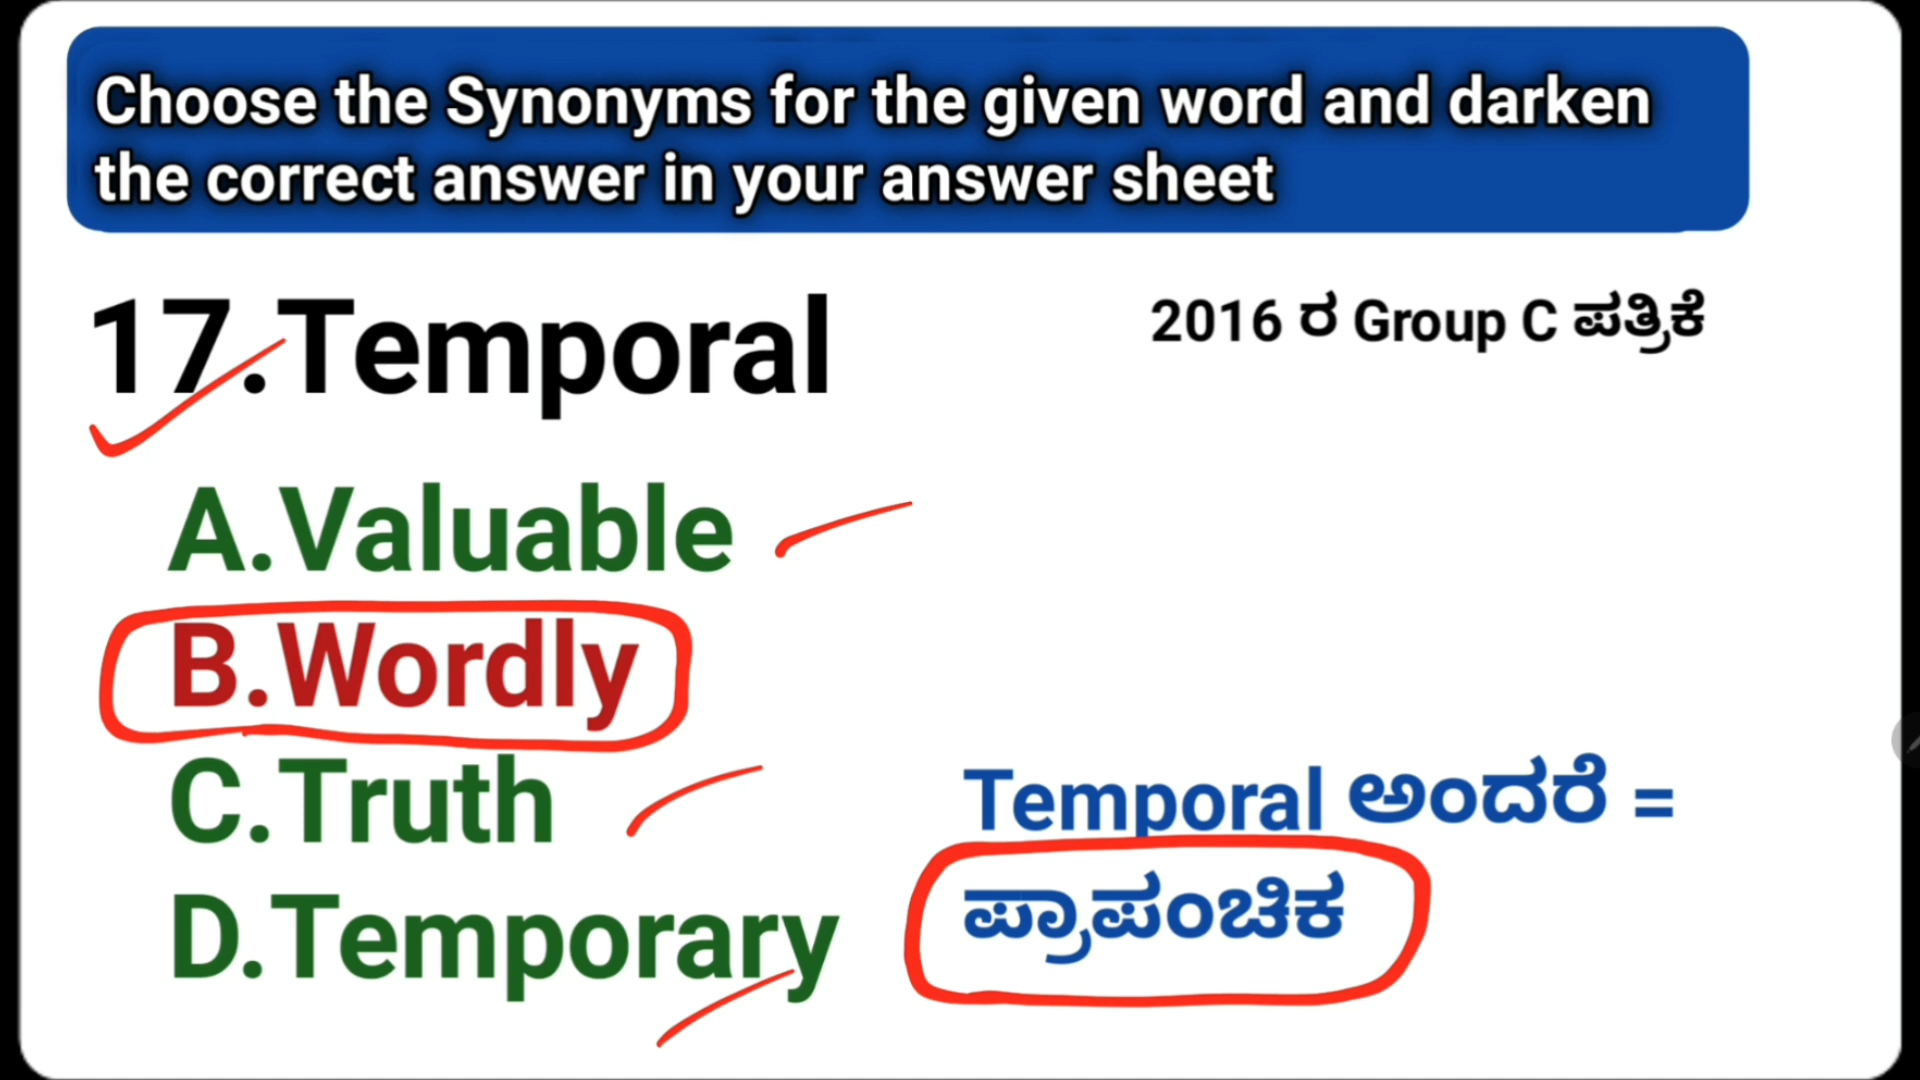 Choose the Synonyms for the given word and darken
the correct answer in your answer sheet
17.Temporal
2016 ರ Group C ಪತ್ರಿಕೆ
A.Valuable
B.Wordly
C.Truth
D.Temporary
Temporal ಅಂದರೆ =
ಪ್ರಾಪಂಚಿಕ